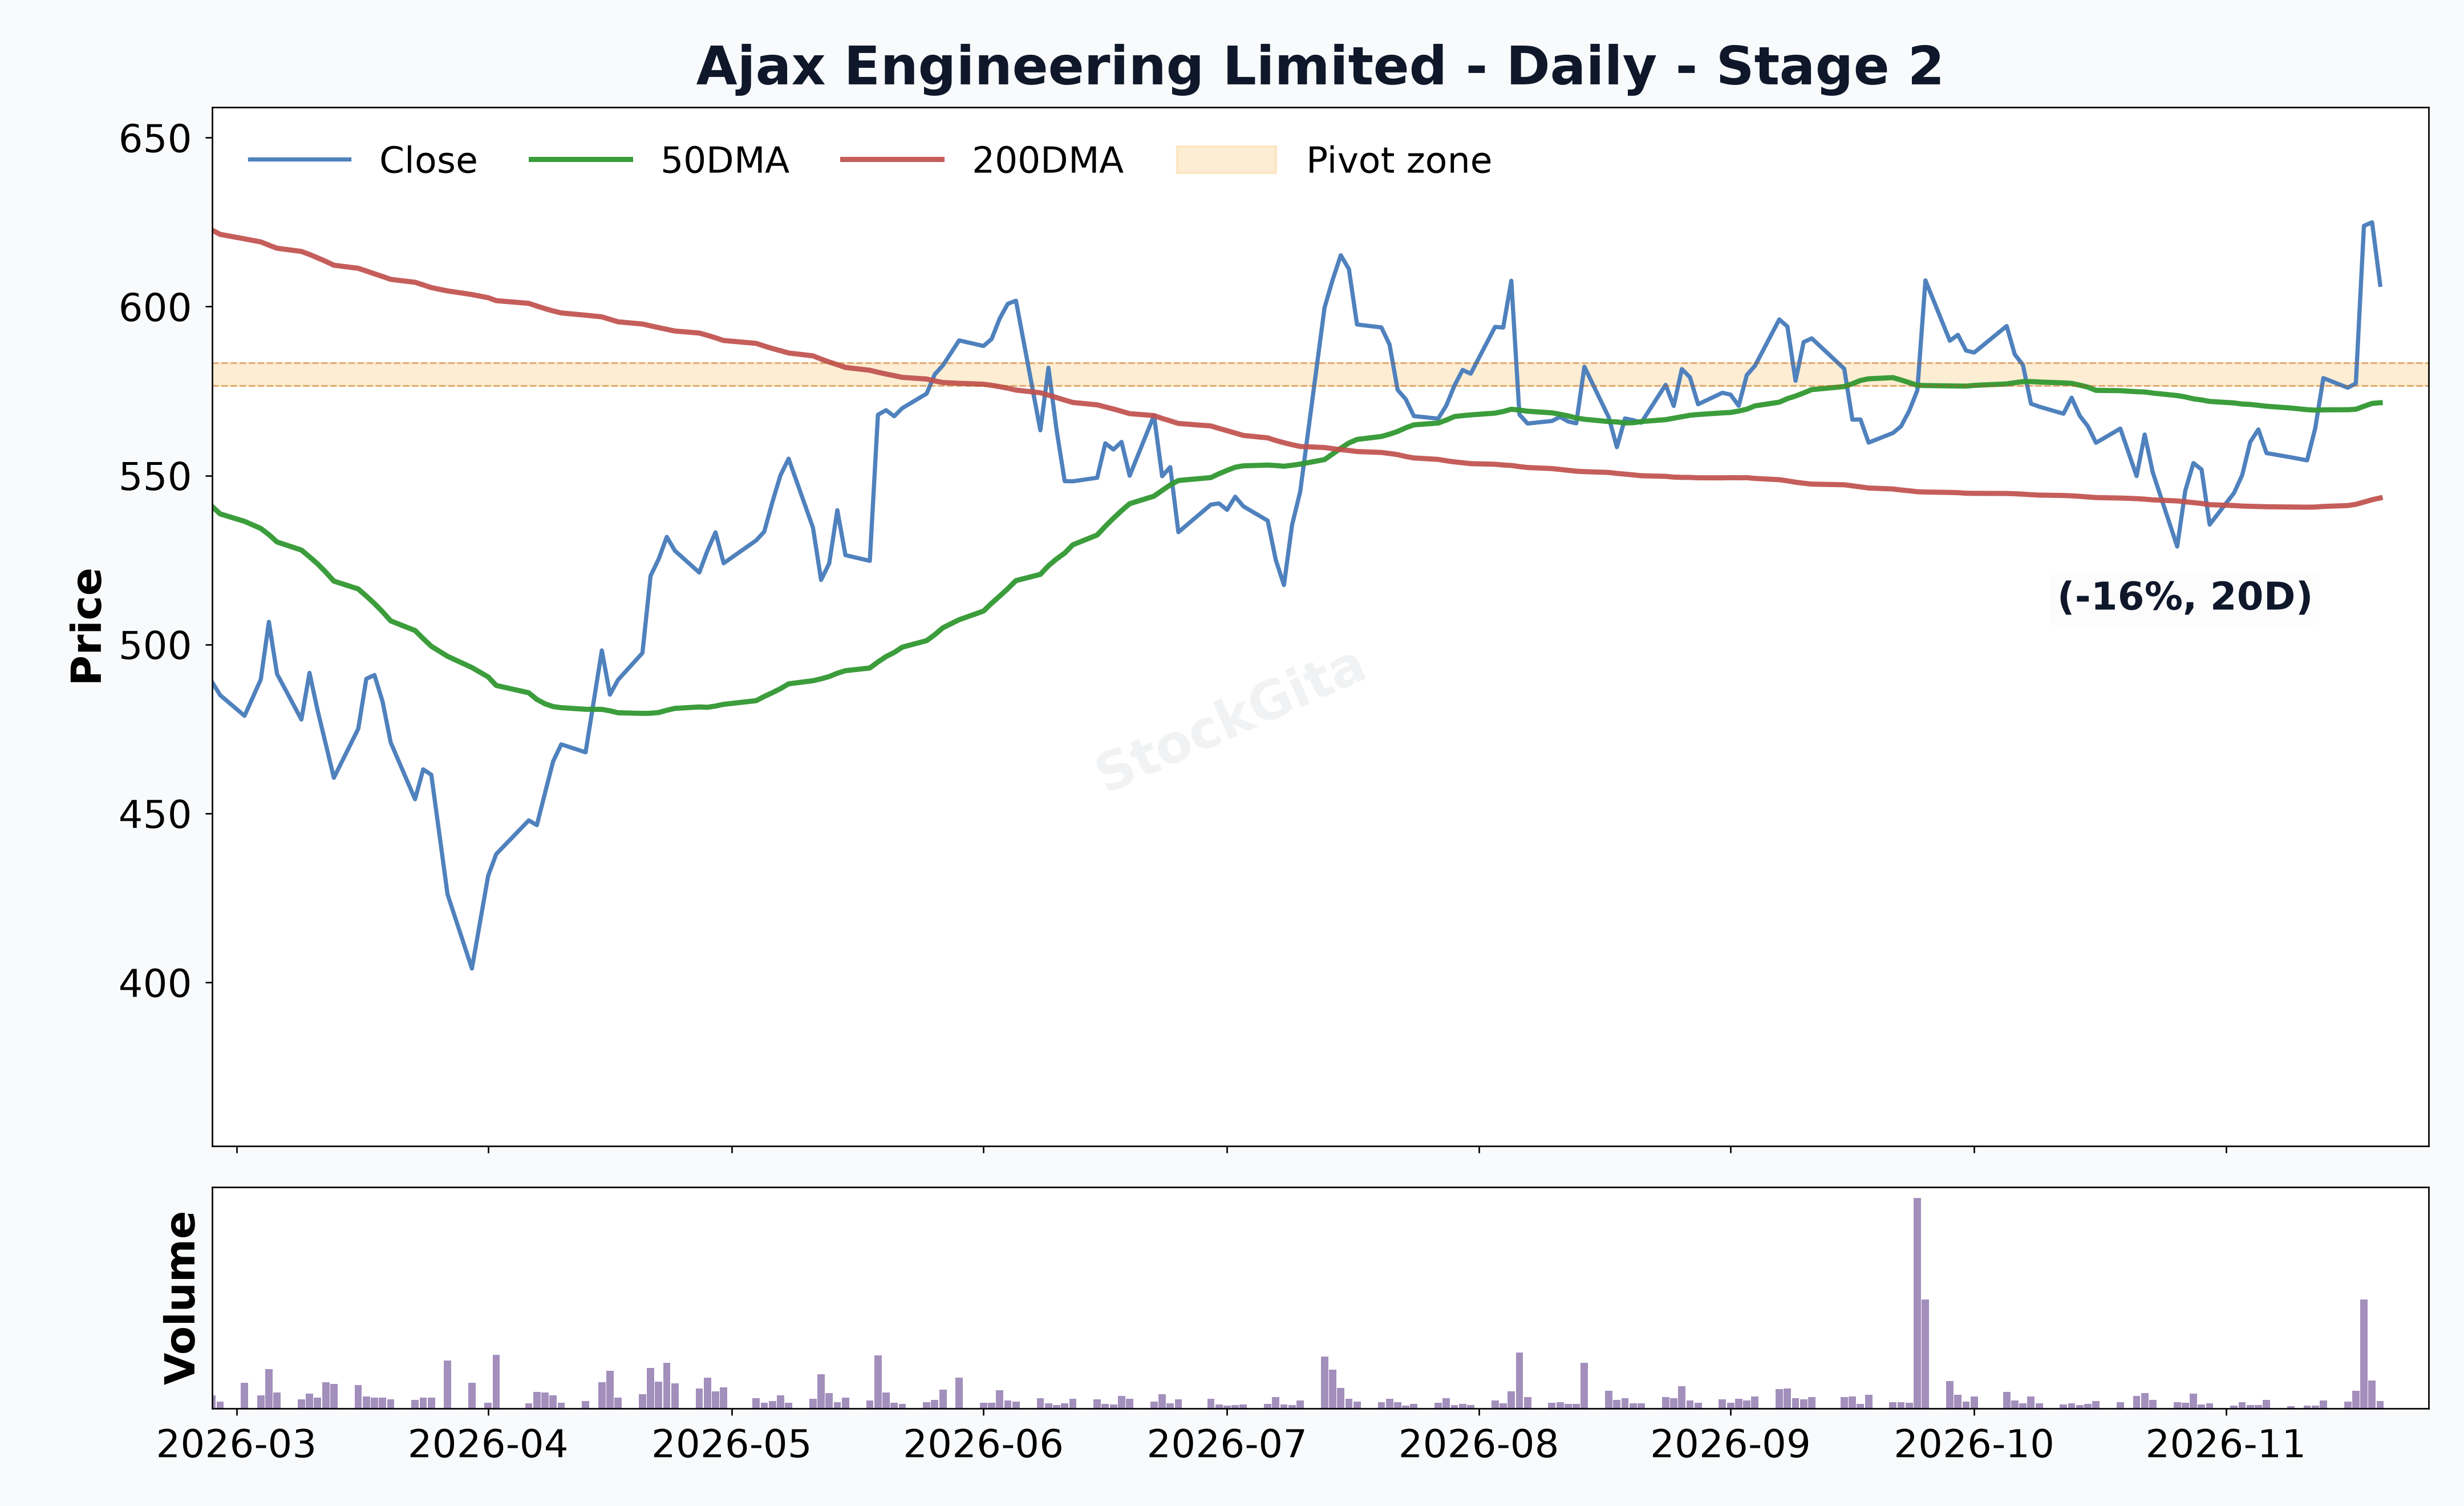 Ajax Engineering Limited - Daily - Stage 2
Close 50DMA 200DMA Pivot zone
650
600
550
500
450
400
Price
(-16%, 20D)
StockGita
Volume
2026-03 2026-04 2026-05 2026-06 2026-07 2026-08 2026-09 2026-10 2026-11